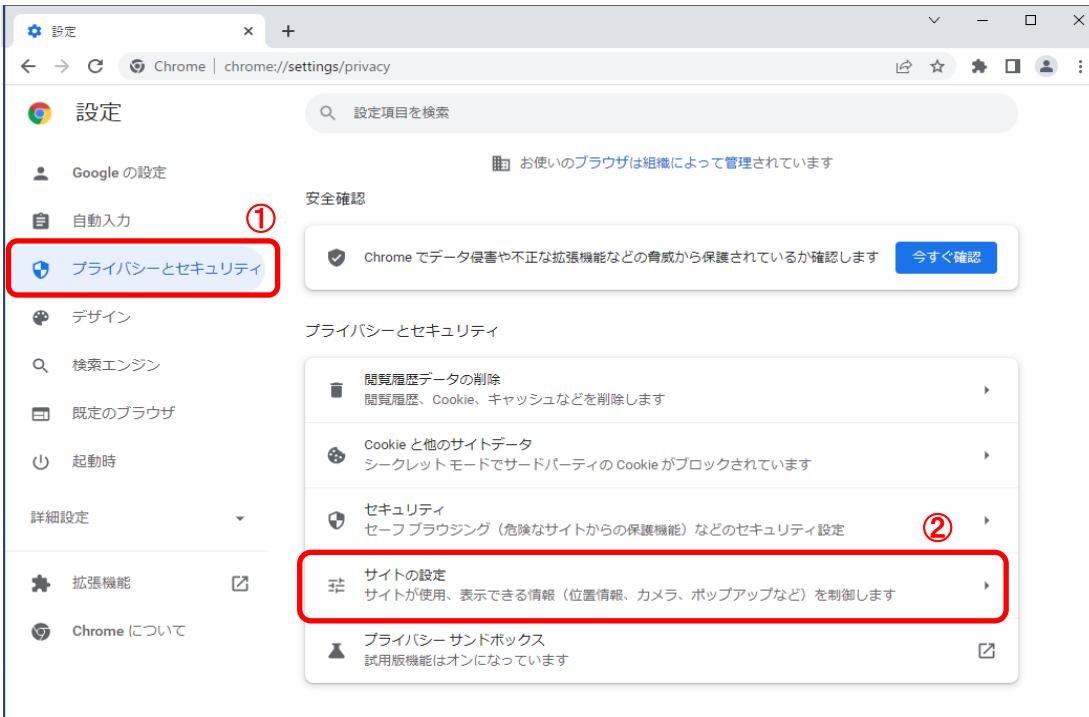 設定
Chrome | chrome://settings/privacy
設定
設定項目を検索
お使いのブラウザは組織によって管理されています
Google の設定
自動入力
①
プライバシーとセキュリティ
デザイン
検索エンジン
既定のブラウザ
起動時
詳細設定
拡張機能
Chrome について
安全確認
Chrome でデータ侵害や不正な拡張機能などの脅威から保護されているか確認します
今すぐ確認
プライバシーとセキュリティ
閲覧履歴データの削除
閲覧履歴、Cookie、キャッシュなどを削除します
Cookie と他のサイトデータ
シークレット モードでサードパーティの Cookie がブロックされています
セキュリティ
セーフ ブラウジング（危険なサイトからの保護機能）などのセキュリティ設定
②
サイトの設定
サイトが使用、表示できる情報（位置情報、カメラ、ポップアップなど）を制御します
プライバシー サンドボックス
試用版機能はオンになっています